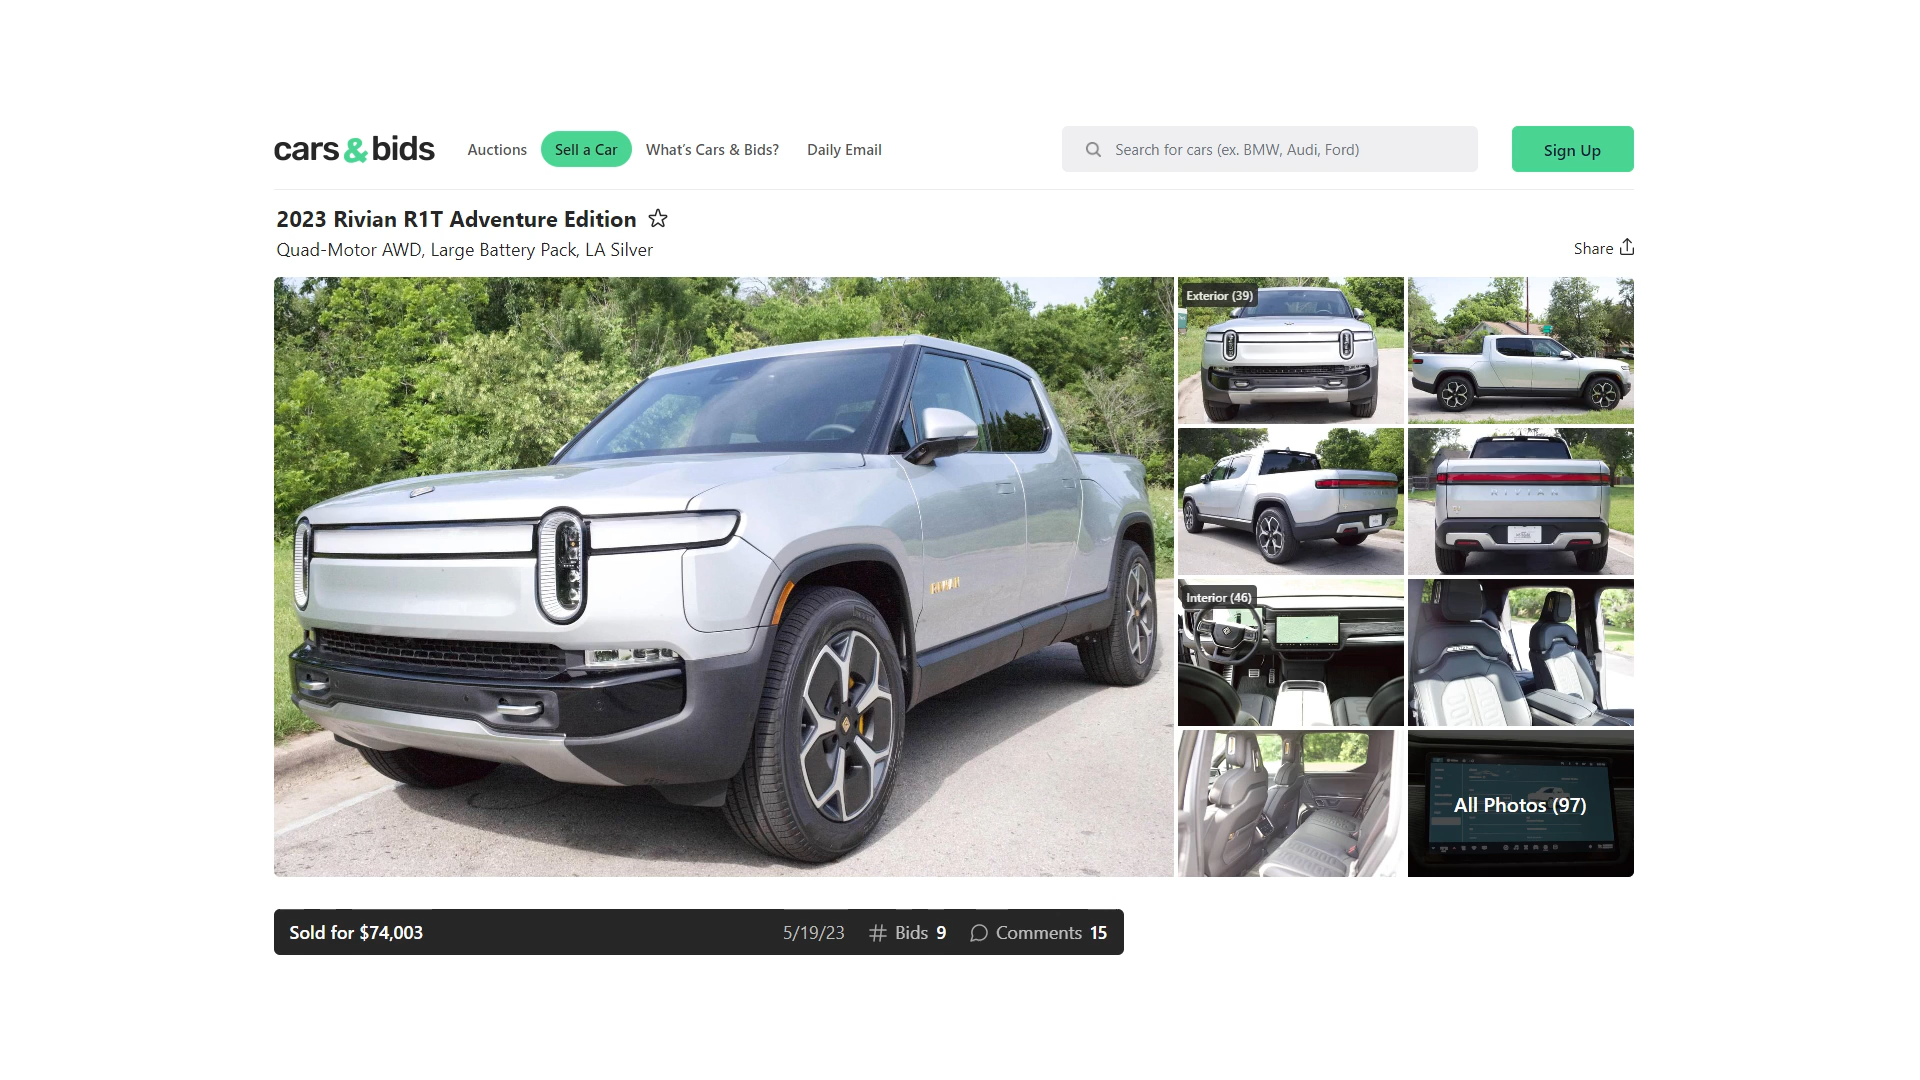 cars & bids
Auctions
Sell a Car
What's Cars & Bids?
Daily Email
Search for cars (ex. BMW, Audi, Ford)
Sign Up
2023 Rivian R1T Adventure Edition
Quad-Motor AWD, Large Battery Pack, LA Silver
Share
Exterior (39)
RIVIAN
RIVIAN
Interior (46)
All Photos (97)
Sold for $74,003
5/19/23
Bids 9
Comments 15